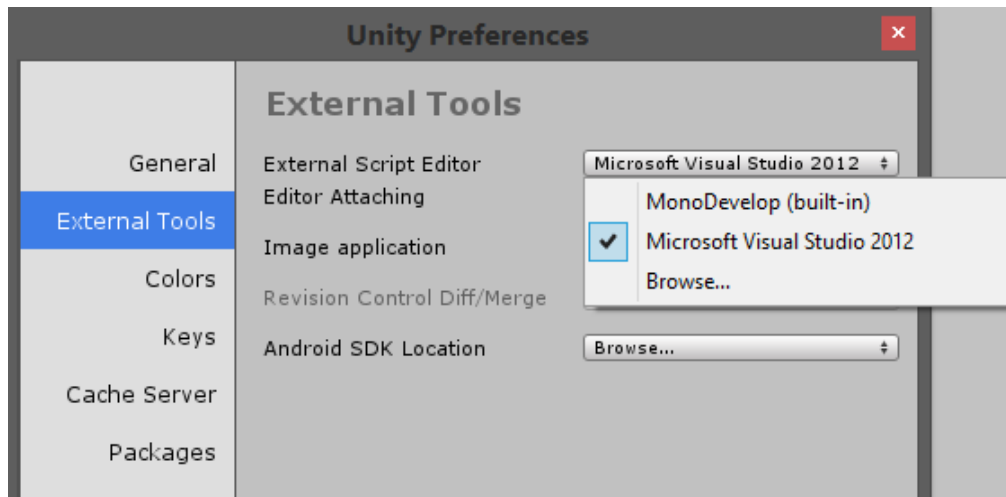 Unity Preferences
×
External Tools
General
External Tools
Colors
Keys
Cache Server
Packages
External Script Editor
Microsoft Visual Studio 2012
Editor Attaching
Image application
Revision Control Diff/Merge
Android SDK Location
Browse...
MonoDevelop (built-in)
Microsoft Visual Studio 2012
Browse...